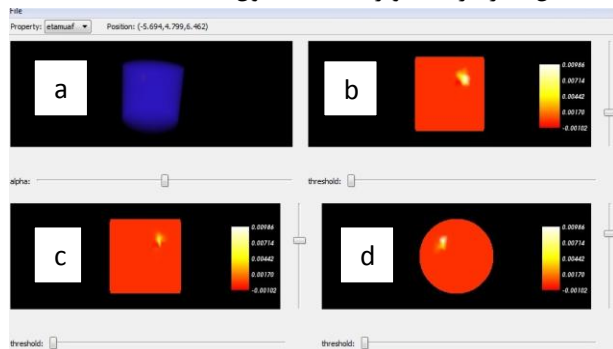 File
Property: etamuaf Position: (-5.694,4.799,6.462)
a
b
0.00986
0.00714
0.00442
0.00170
-0.00102
alpha:
threshold:
c
0.00986
0.00714
0.00442
0.00170
-0.00102
d
0.00986
0.00714
0.00442
0.00170
-0.00102
threshold:
threshold: